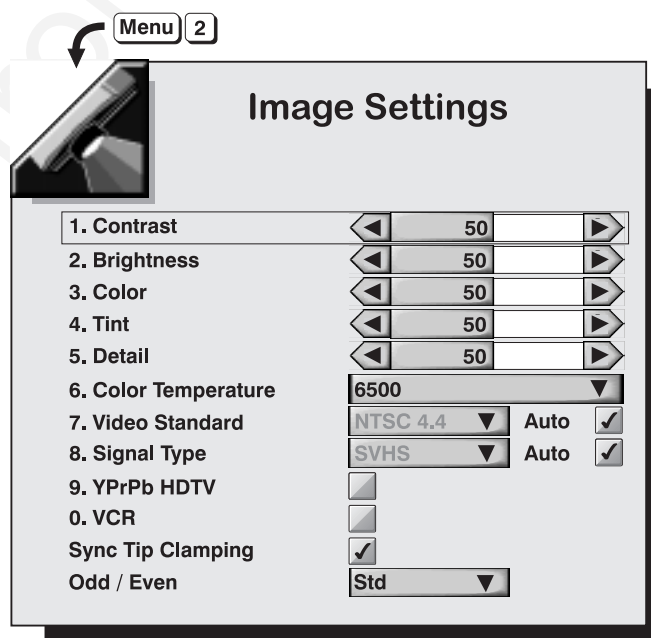 Menu 2
Image Settings
1. Contrast 50
2. Brightness 50
3. Color 50
4. Tint 50
5. Detail 50
6. Color Temperature 6500
7. Video Standard NTSC 4.4 Auto
8. Signal Type SVHS Auto
9. YPrPb HDTV
0. VCR
Sync Tip Clamping
Odd / Even Std